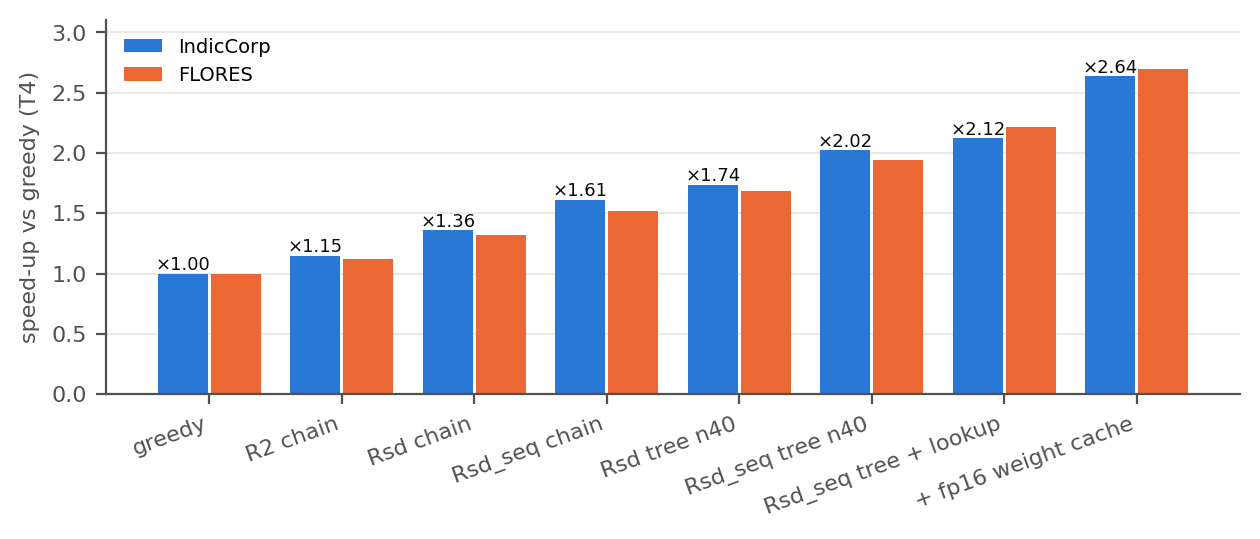 speed-up vs greedy (T4)
3.0
2.5
2.0
1.5
1.0
0.5
0.0
IndicCorp
FLORES
×1.00
×1.15
×1.36
×1.61
×1.74
×2.02
×2.12
×2.64
greedy
R2 chain
Rsd chain
Rsd_seq chain
Rsd tree n40
Rsd_seq tree n40
Rsd_seq tree + lookup
+ fp16 weight cache